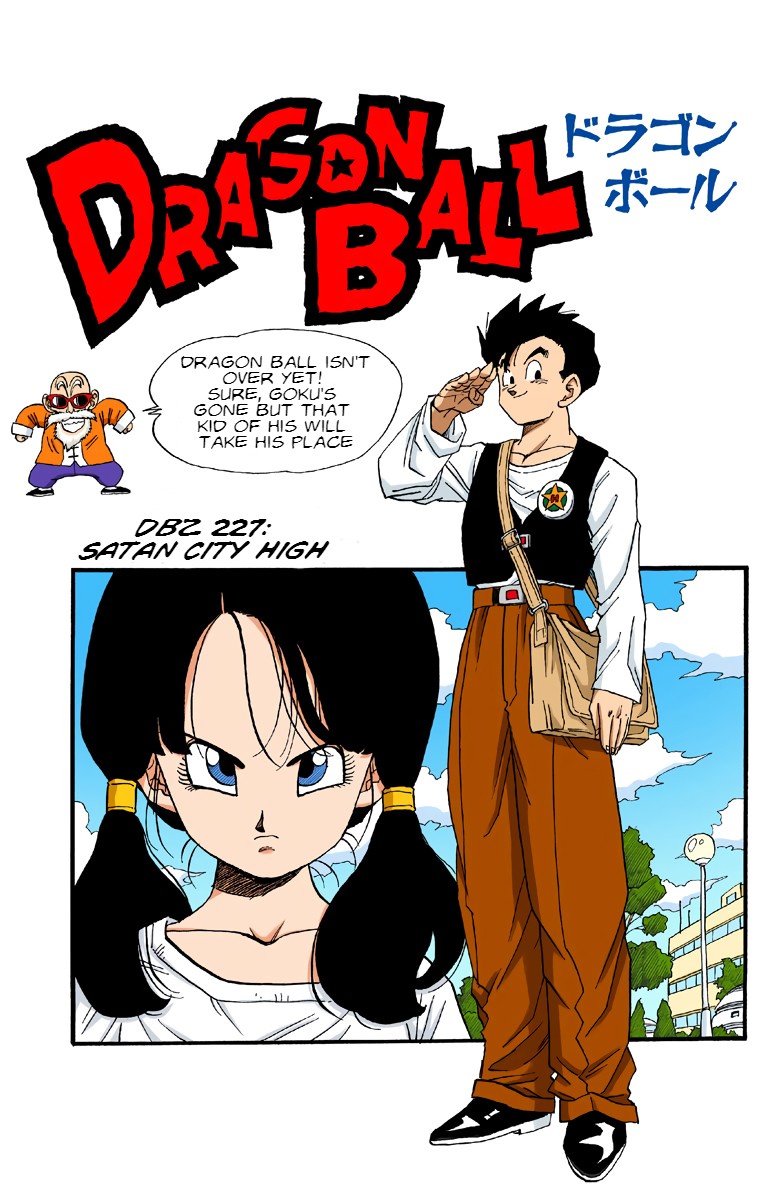 DRAGON BALL
ドラゴン
ボール
DRAGON BALL ISN'T
OVER YET!
SURE, GOKU'S
GONE BUT THAT
KID OF HIS WILL
TAKE HIS PLACE
DBZ 227:
SATAN CITY HIGH
H